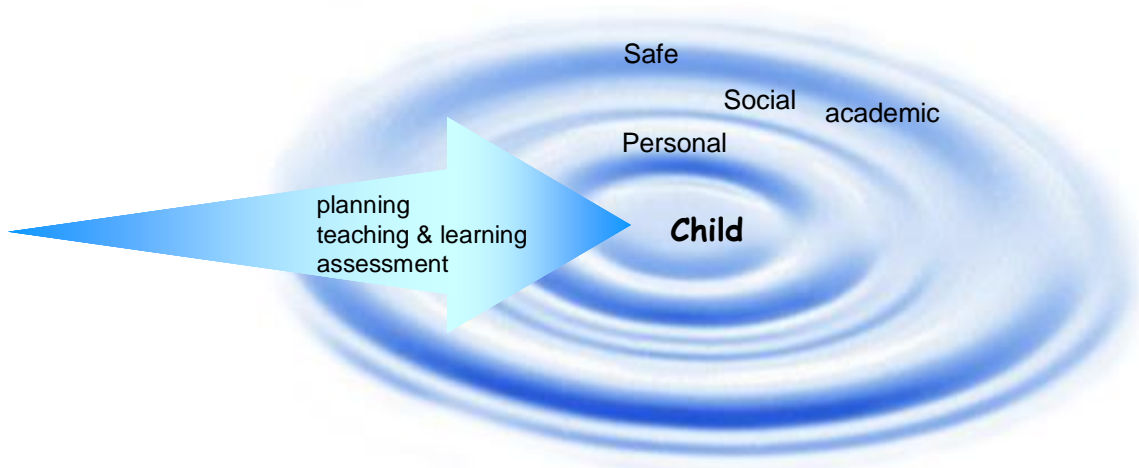 Safe
Social
academic
Personal
planning
teaching & learning
assessment
Child